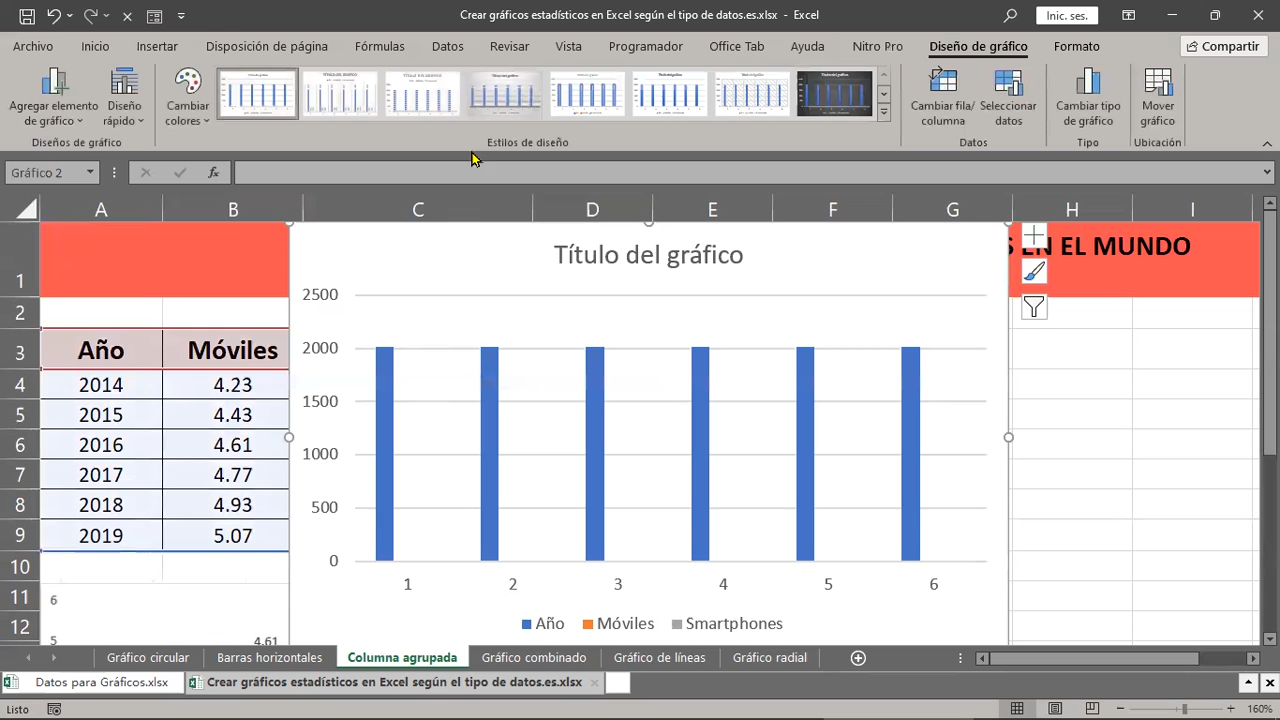 Crear gráficos estadísticos en Excel según el tipo de datos.es.xlsx - Excel
Inic. ses.
Archivo Inicio Insertar Disposición de página Fórmulas Datos Revisar Vista Programador Office Tab Ayuda Nitro Pro Diseño de gráfico Formato Compartir
Agregar elemento de gráfico
Diseño rápido
Cambiar colores
Cambiar fila/columna
Seleccionar datos
Cambiar tipo de gráfico
Mover gráfico
Diseños de gráfico Estilos de diseño Datos Tipo Ubicación
Gráfico 2 fx
A B C D E F G H I
1 S EN EL MUNDO
Título del gráfico
2
3 Año Móviles
4 2014 4.23
5 2015 4.43
6 2016 4.61
7 2017 4.77
8 2018 4.93
9 2019 5.07
10
11
12
2500
2000
1500
1000
500
0
1 2 3 4 5 6
Año Móviles Smartphones
6
5 4.61
Gráfico circular Barras horizontales Columna agrupada Gráfico combinado Gráfico de líneas Gráfico radial
Datos para Gráficos.xlsx Crear gráficos estadísticos en Excel según el tipo de datos.es.xlsx
Listo 160%